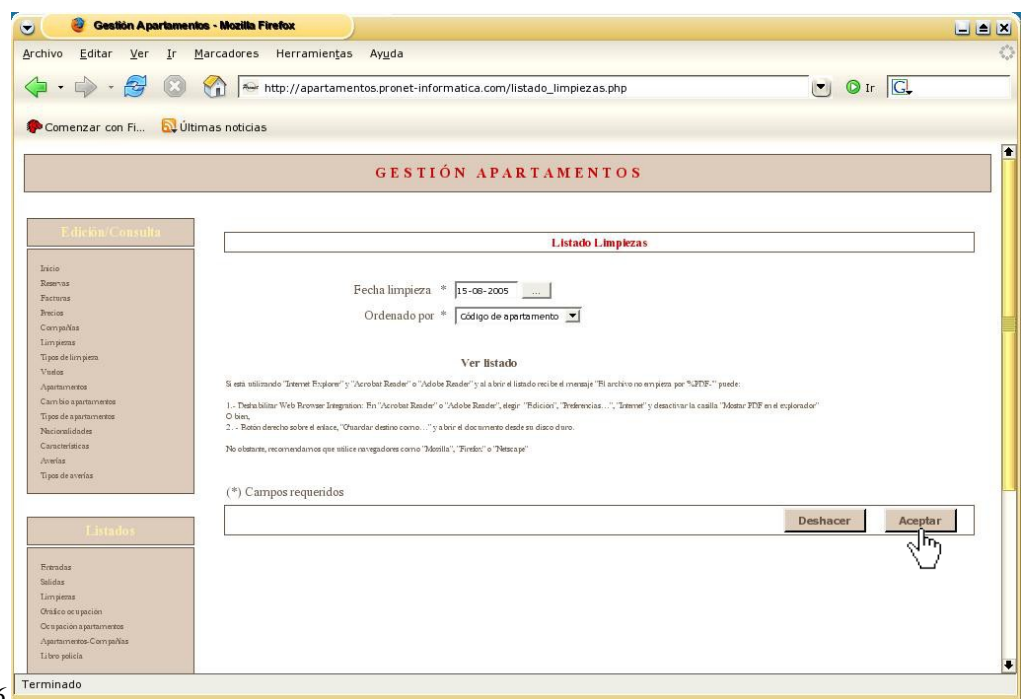 Gestión Apartamentos - Mozilla Firefox
Archivo Editar Ver Ir Marcadores Herramientas Ayuda
http://apartamentos.pronet-informatica.com/listado_limpiezas.php Ir
Comenzar con Fi... Últimas noticias
GESTIÓN APARTAMENTOS
Edición/Consulta
Inicio
Reservas
Facturas
Precios
Compañías
Limpiezas
Tipos de limpieza
Vuelos
Apartamentos
Cambio apartamentos
Tipos de apartamentos
Nacionalidades
Características
Averías
Tipos de averías
Listados
Entradas
Salidas
Limpiezas
Gráfico ocupación
Ocupación apartamentos
Apartamentos-Compañías
Libro policía
Listado Limpiezas
Fecha limpieza * 15-08-2005 ...
Ordenado por * Código de apartamento
Ver listado
Si está utilizando "Internet Explorer" y "Acrobat Reader" o "Adobe Reader" y al abrir el listado recibe el mensaje "El archivo no empieza por '%PDF-'" puede:
1.- Deshabilitar Web Browser Integration: En "Acrobat Reader" o "Adobe Reader", elegir "Edición", "Preferencias...", "Internet" y desactivar la casilla "Mostar PDF en el explorador"
O bien,
2. - Botón derecho sobre el enlace, "Guardar destino como..." y abrir el documento desde su disco duro.
No obstante, recomendamos que utilice navegadores como "Mozilla", "Firefox" o "Netscape"
(*) Campos requeridos
Deshacer Aceptar
Terminado